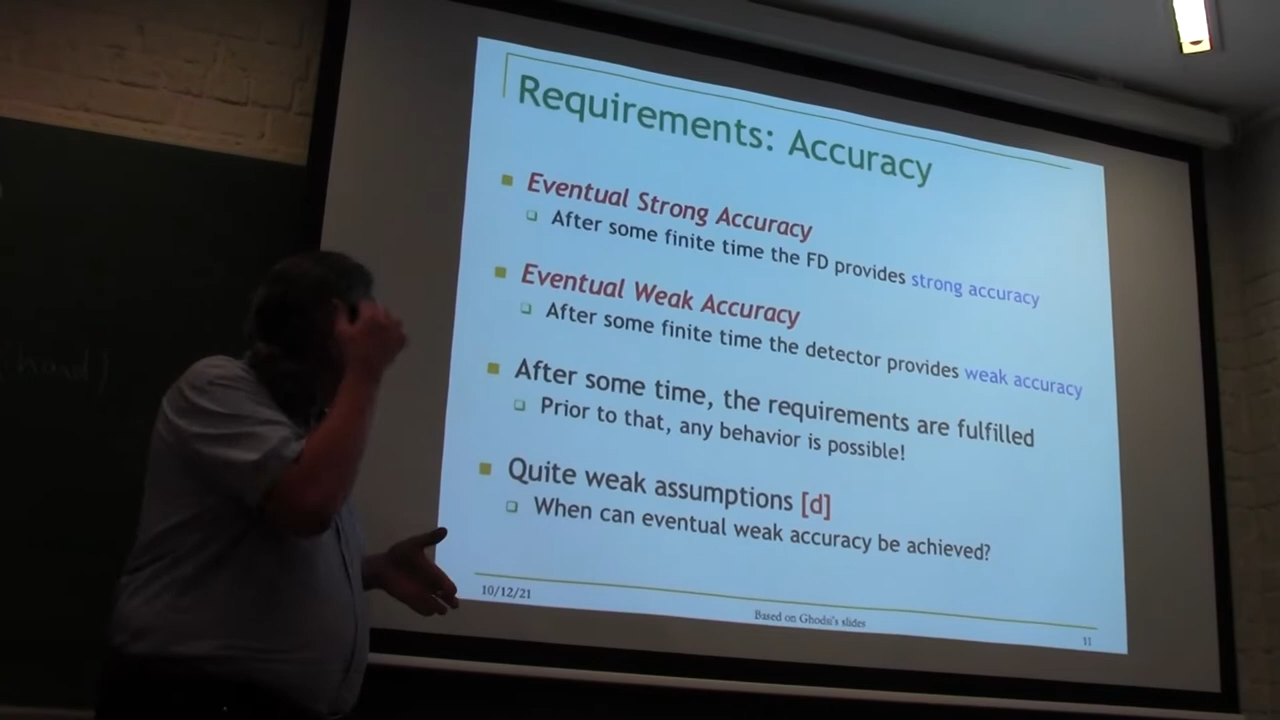 Requirements: Accuracy
Eventual Strong Accuracy
After some finite time the FD provides strong accuracy
Eventual Weak Accuracy
After some finite time the detector provides weak accuracy
After some time, the requirements are fulfilled
Prior to that, any behavior is possible!
Quite weak assumptions [d]
When can eventual weak accuracy be achieved?
10/12/21
Based on Ghodsi's slides
11